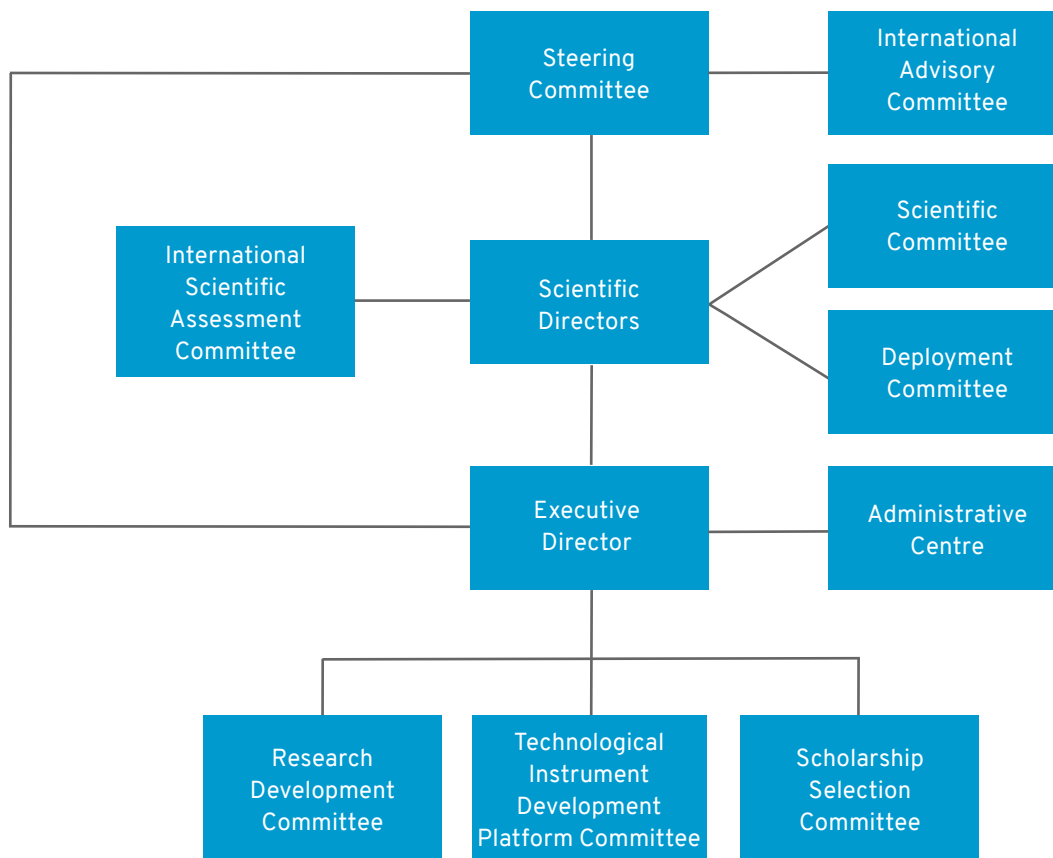 Steering
Committee
International
Advisory
Committee
Scientific
Committee
International
Scientific
Assessment
Committee
Scientific
Directors
Deployment
Committee
Executive
Director
Administrative
Centre
Research
Development
Committee
Technological
Instrument
Development
Platform Committee
Scholarship
Selection
Committee